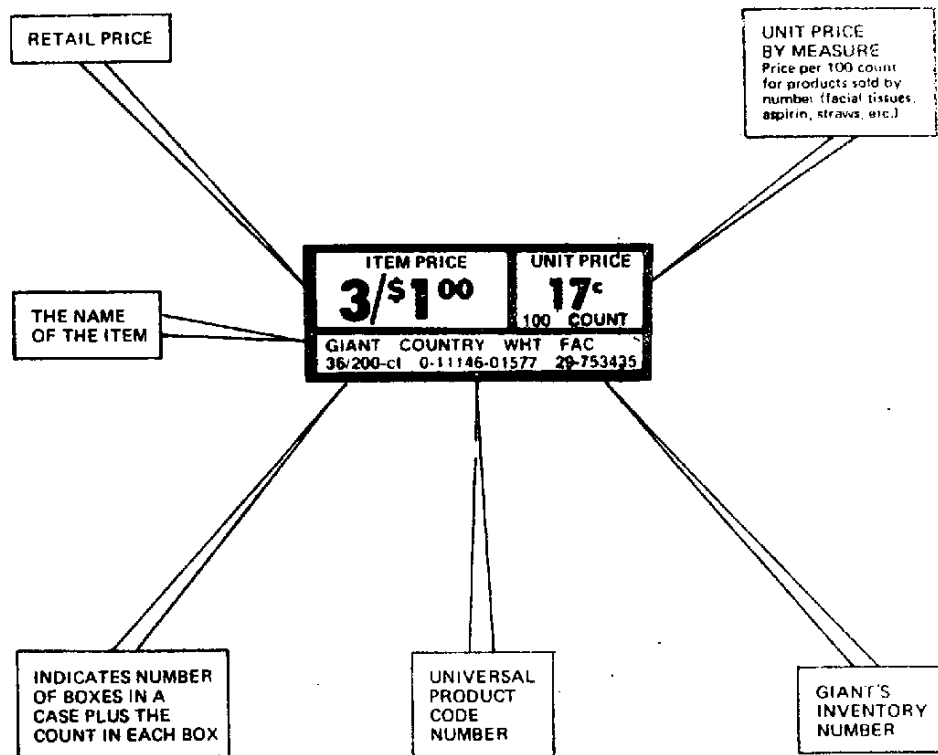 RETAIL PRICE
UNIT PRICE
BY MEASURE
Price per 100 count
for products sold by
number (facial tissues,
aspirin, straws, etc.)
ITEM PRICE
3/$1 00
UNIT PRICE
17c
100 COUNT
THE NAME
OF THE ITEM
GIANT COUNTRY WHT FAC
36/200-ct 0-11146-01577 29-753435
INDICATES NUMBER
OF BOXES IN A
CASE PLUS THE
COUNT IN EACH BOX
UNIVERSAL
PRODUCT
CODE
NUMBER
GIANT'S
INVENTORY
NUMBER